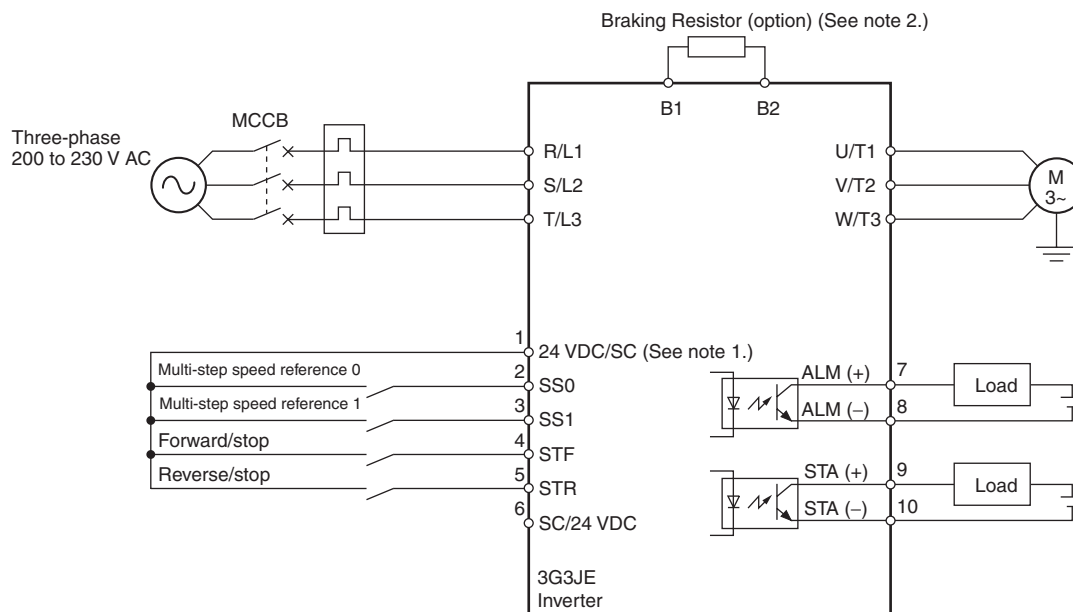 Braking Resistor (option) (See note 2.)
B1
B2
Three-phase
200 to 230 V AC
MCCB
R/L1
S/L2
T/L3
U/T1
V/T2
W/T3
M
3~
1
24 VDC/SC (See note 1.)
Multi-step speed reference 0
2
SS0
Multi-step speed reference 1
3
SS1
Forward/stop
4
STF
Reverse/stop
5
STR
6
SC/24 VDC
ALM (+)
7
Load
ALM (−)
8
STA (+)
9
Load
STA (−)
10
3G3JE
Inverter